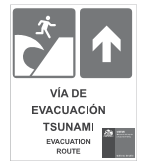 VÍA DE
EVACUACIÓN
TSUNAMI
EVACUATION
ROUTE